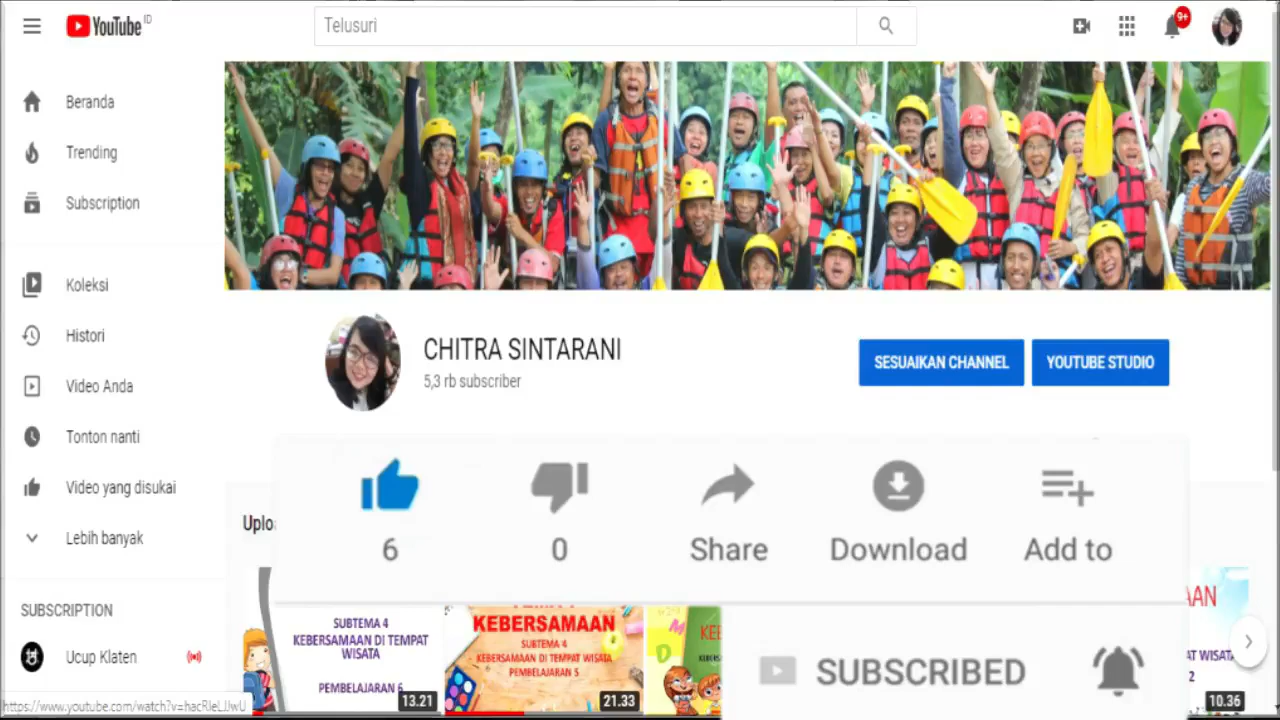 YouTube ID
Telusuri
9+
Beranda
Trending
Subscription
Koleksi
Histori
Video Anda
Tonton nanti
Video yang disukai
Lebih banyak
SUBSCRIPTION
Ucup Klaten
CHITRA SINTARANI
5,3 rb subscriber
SESUAIKAN CHANNEL
YOUTUBE STUDIO
6
0
Share
Download
Add to
SUBTEMA 4
KEBERSAMAAN DI TEMPAT
WISATA
PEMBELAJARAN 6
13.21
KEBERSAMAAN
SUBTEMA 4
KEBERSAMAAN DI TEMPAT WISATA
PEMBELAJARAN 5
21.33
SUBSCRIBED
2
10.36